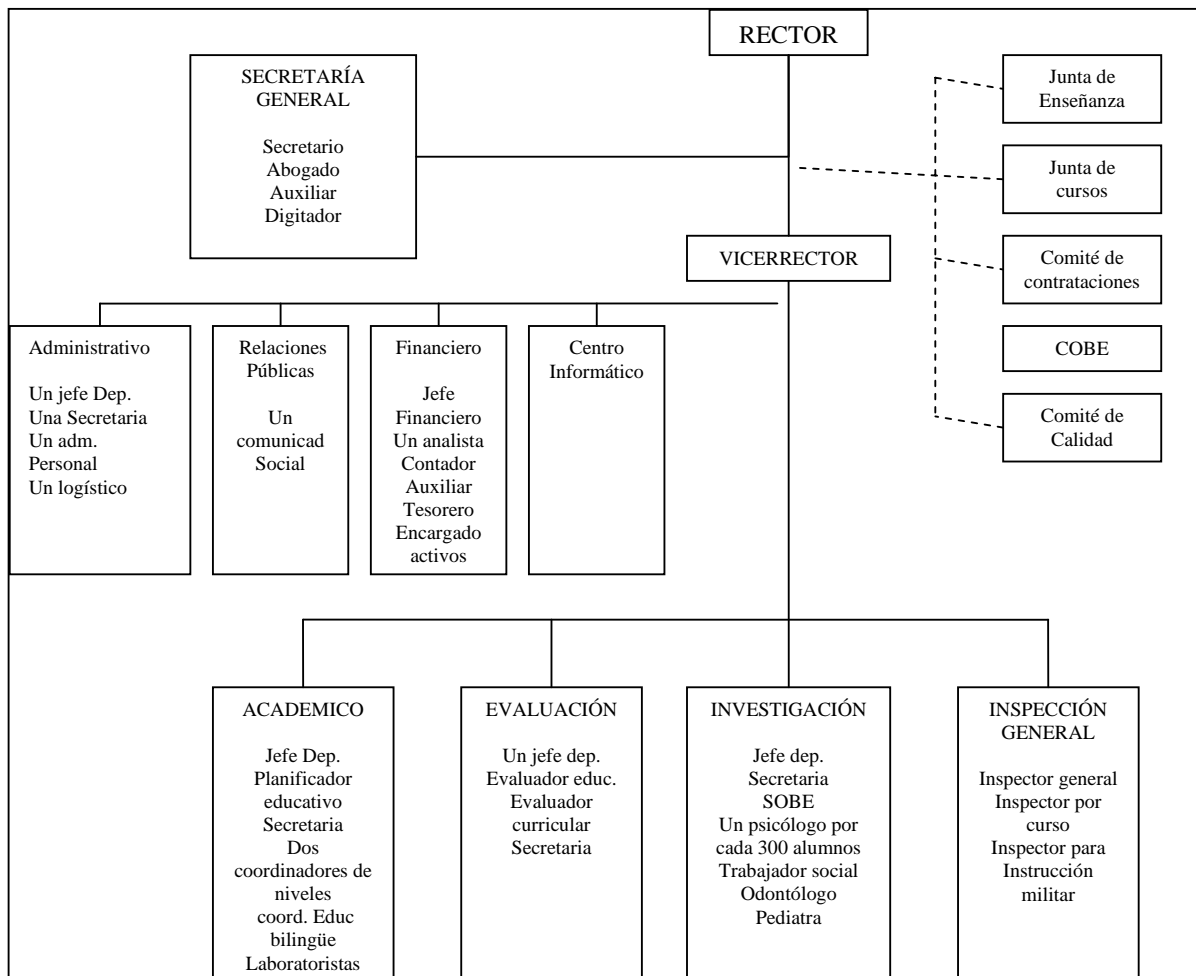 RECTOR
SECRETARÍA
GENERAL
Secretario
Abogado
Auxiliar
Digitador
Junta de
Enseñanza
Junta de
cursos
VICERRECTOR
Comité de
contrataciones
COBE
Comité de
Calidad
Administrativo
Un jefe Dep.
Una Secretaria
Un adm.
Personal
Un logístico
Relaciones
Públicas
Un
comunicad
Social
Financiero
Jefe
Financiero
Un analista
Contador
Auxiliar
Tesorero
Encargado
activos
Centro
Informático
ACADEMICO
Jefe Dep.
Planificador
educativo
Secretaria
Dos
coordinadores de
niveles
coord. Educ
bilingüe
Laboratoristas
EVALUACIÓN
Un jefe dep.
Evaluador educ.
Evaluador
curricular
Secretaria
INVESTIGACIÓN
Jefe dep.
Secretaria
SOBE
Un psicólogo por
cada 300 alumnos
Trabajador social
Odontólogo
Pediatra
INSPECCIÓN
GENERAL
Inspector general
Inspector por
curso
Inspector para
Instrucción
militar